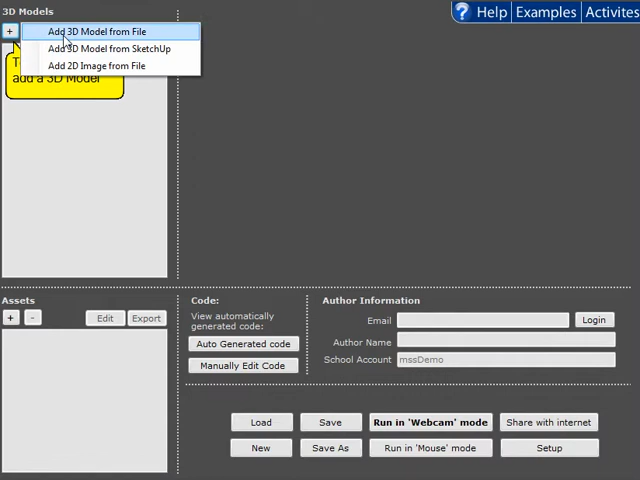 3D Models
Help Examples Activites
+
Add 3D Model from File
Add 3D Model from SketchUp
Add 2D Image from File
add a 3D Model
Assets
+ -
Edit
Export
Code:
View automatically
generated code:
Auto Generated code
Manually Edit Code
Author Information
Email
Login
Author Name
School Account
mssDemo
Load
Save
Run in 'Webcam' mode
Share with internet
New
Save As
Run in 'Mouse' mode
Setup